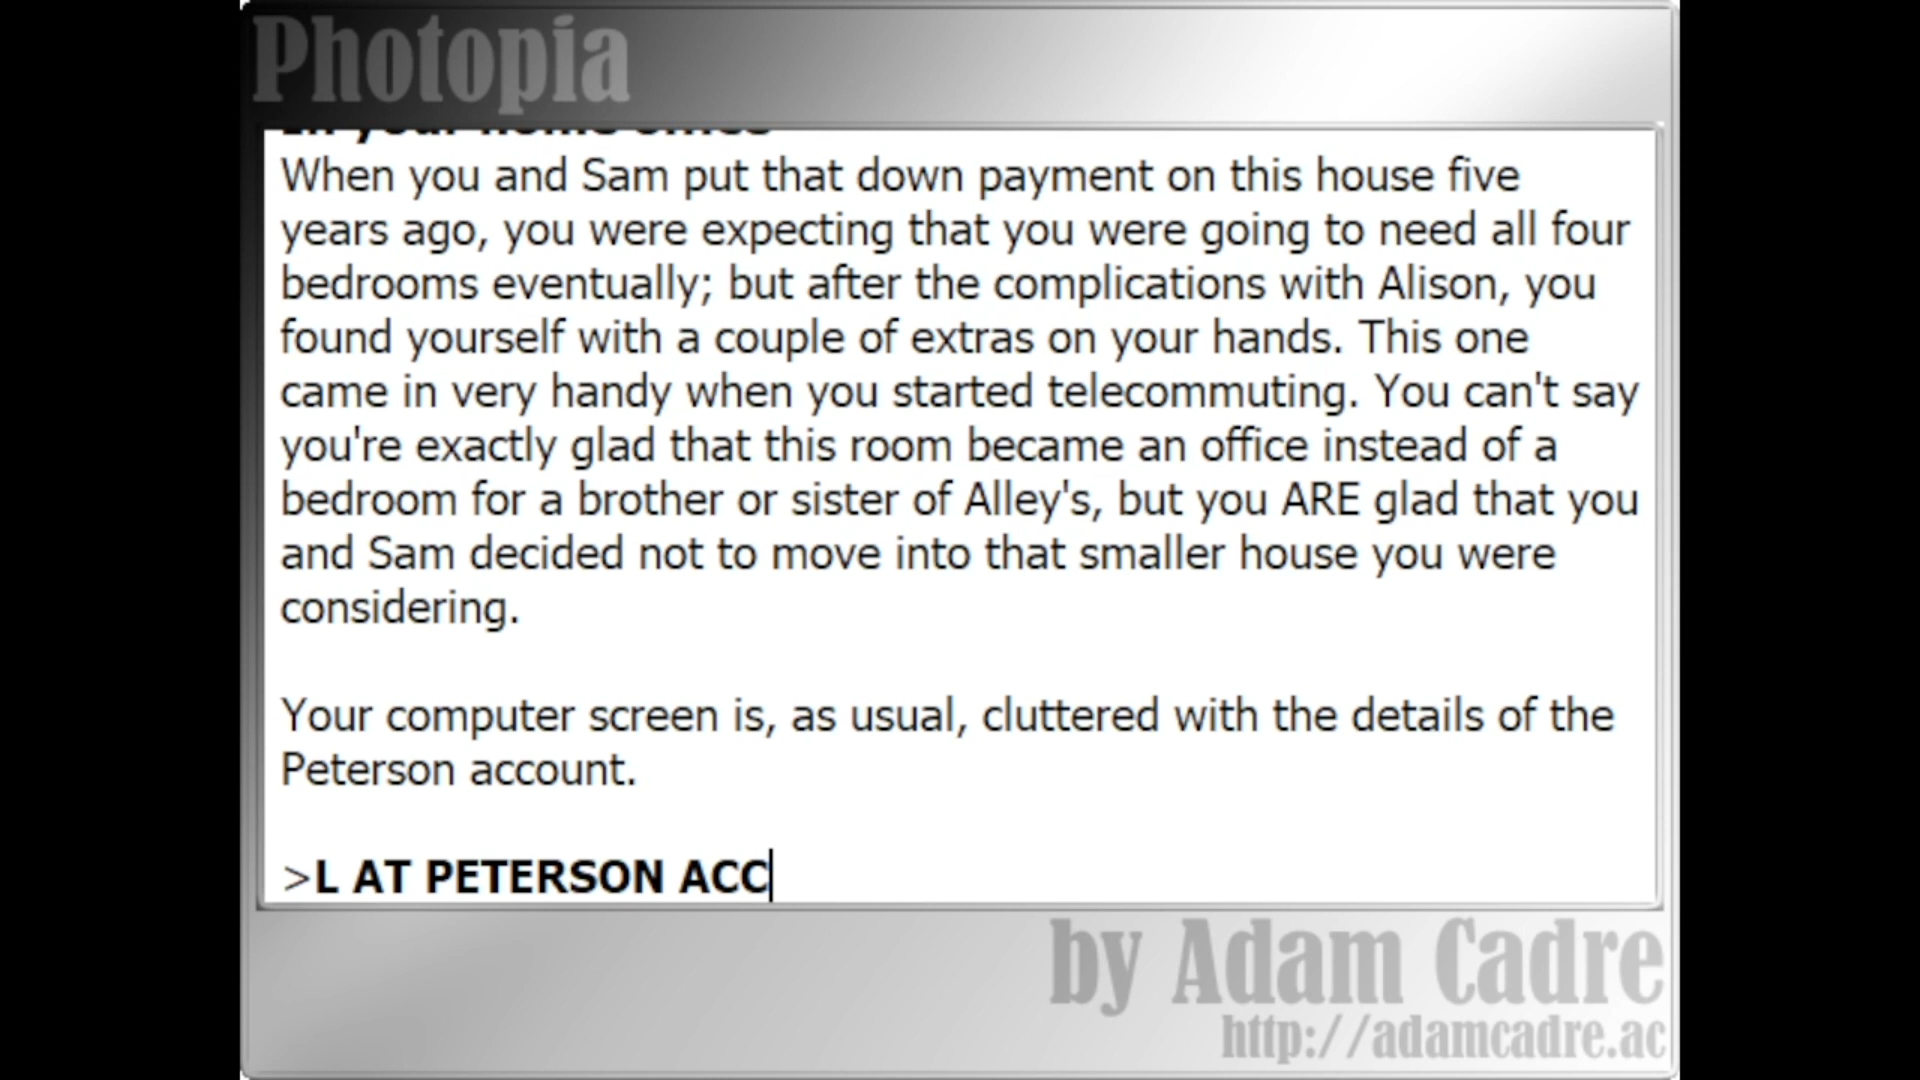 Photopia
In your home office
When you and Sam put that down payment on this house five
years ago, you were expecting that you were going to need all four
bedrooms eventually; but after the complications with Alison, you
found yourself with a couple of extras on your hands. This one
came in very handy when you started telecommuting. You can't say
you're exactly glad that this room became an office instead of a
bedroom for a brother or sister of Alley's, but you ARE glad that you
and Sam decided not to move into that smaller house you were
considering.
Your computer screen is, as usual, cluttered with the details of the
Peterson account.
>L AT PETERSON ACC
by Adam Cadre
http://adamcadre.ac